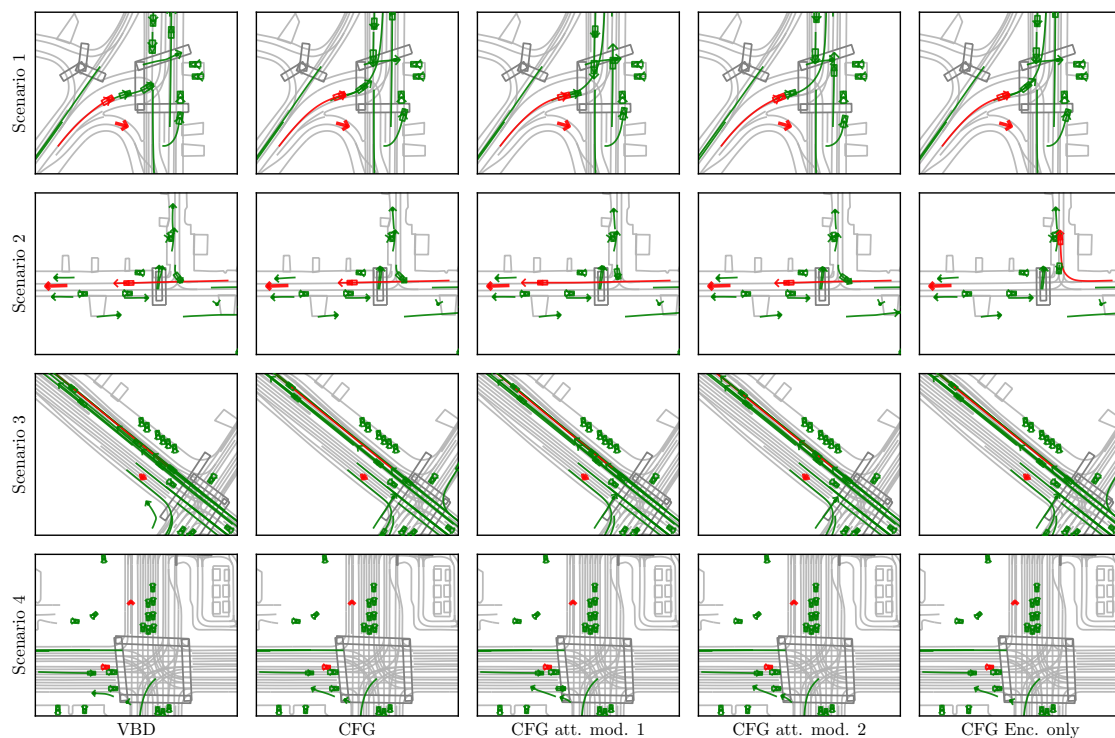 Scenario 1
Scenario 2
Scenario 3
Scenario 4
VBD
CFG
CFG att. mod. 1
CFG att. mod. 2
CFG Enc. only